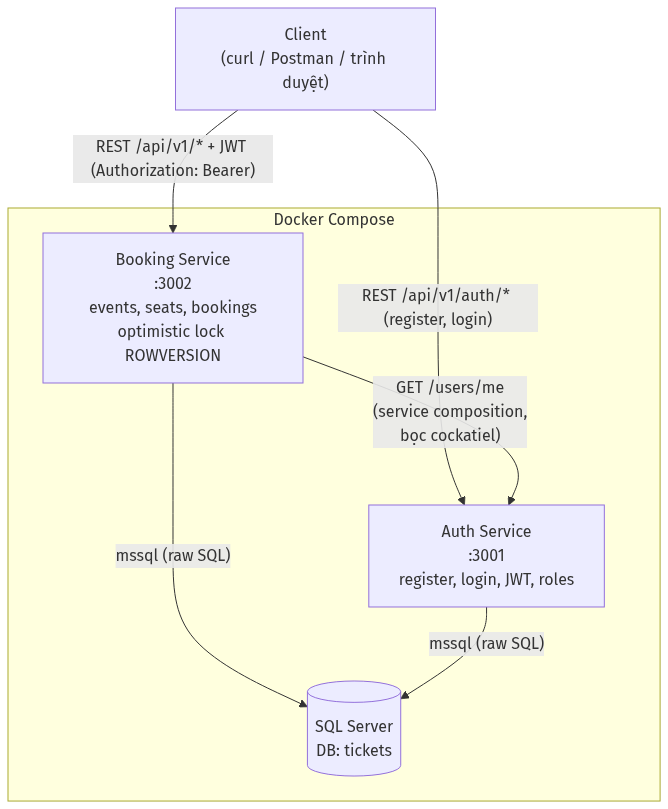 Client
(curl / Postman / trình
duyệt)
REST /api/v1/* + JWT
(Authorization: Bearer)
Docker Compose
Booking Service
:3002
events, seats, bookings
optimistic lock
ROWVERSION
REST /api/v1/auth/*
(register, login)
GET /users/me
(service composition,
bọc cockatiel)
Auth Service
:3001
register, login, JWT, roles
mssql (raw SQL)
mssql (raw SQL)
SQL Server
DB: tickets